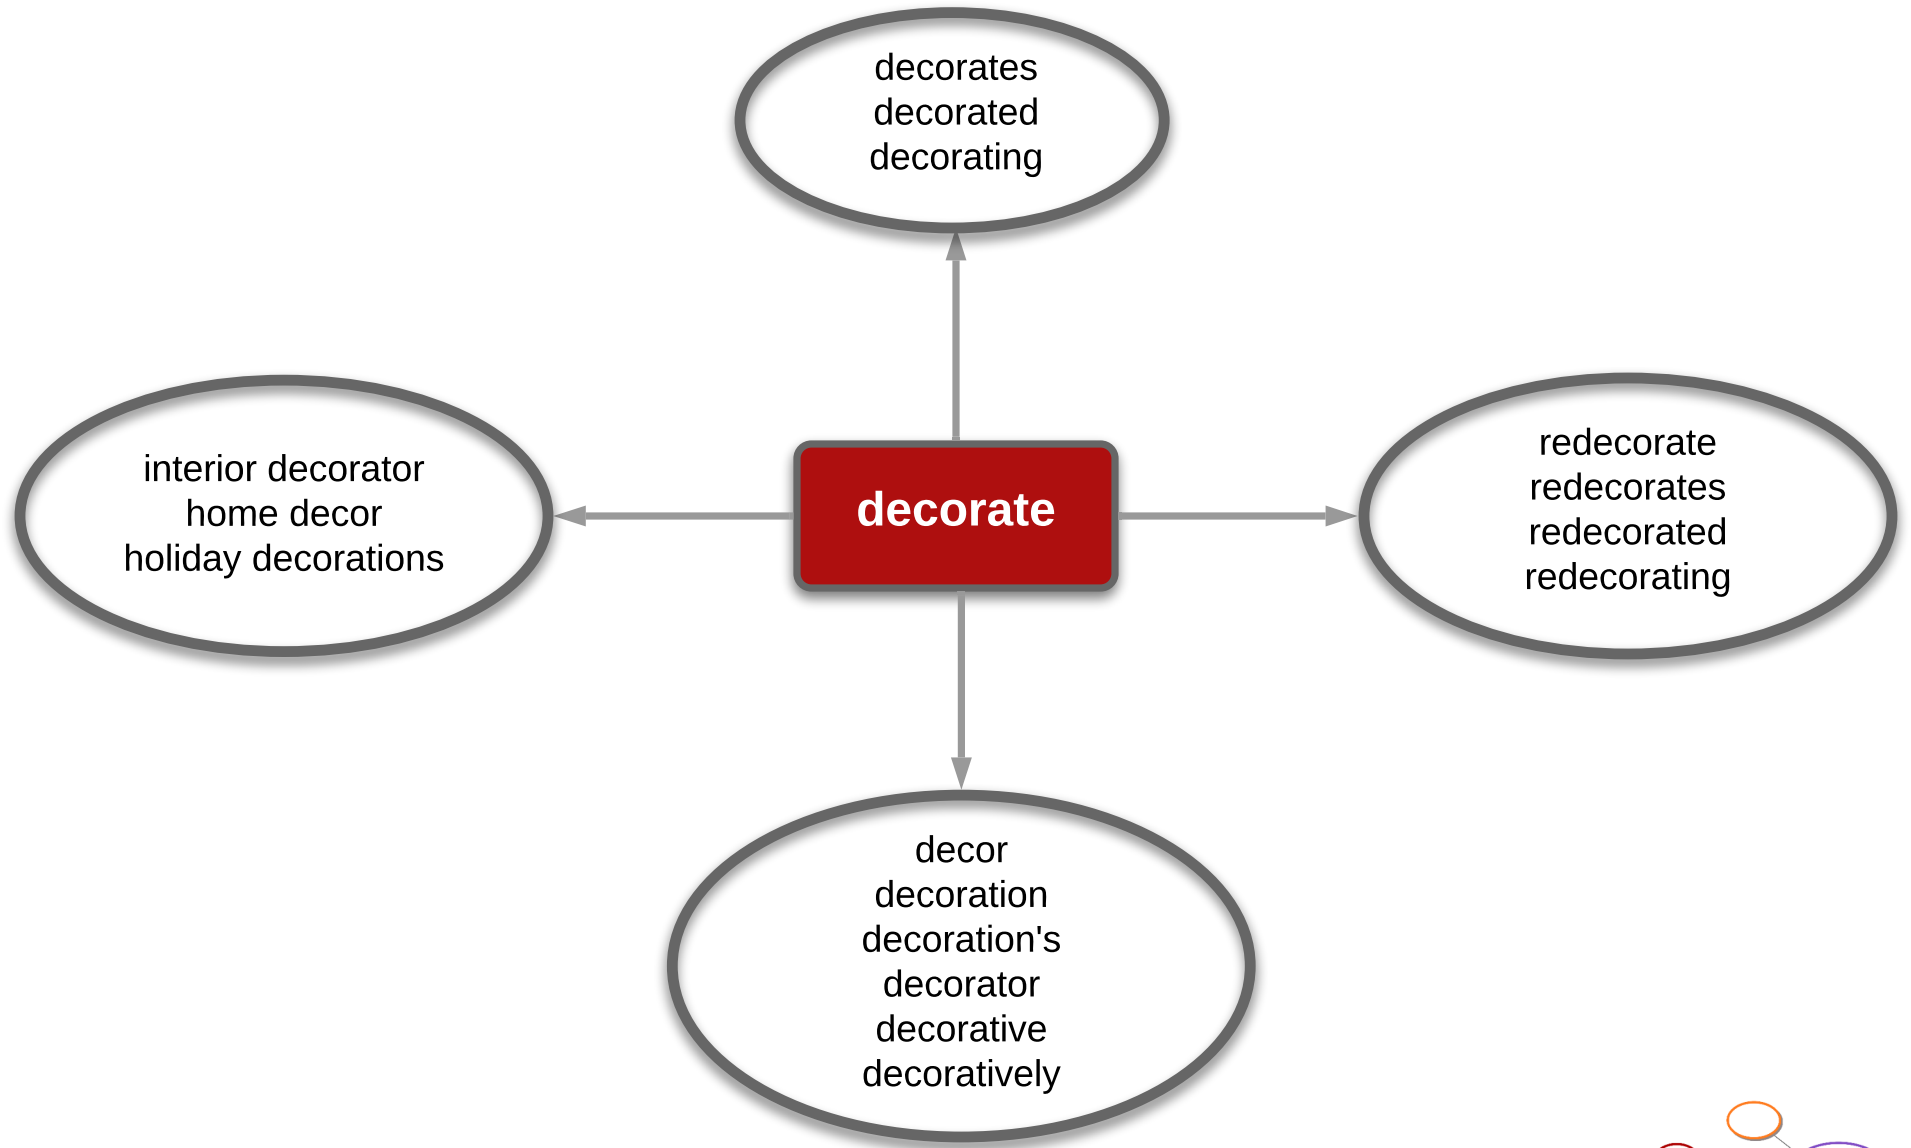 decorates
decorated
decorating
interior decorator
home decor
holiday decorations
decorate
redecorate
redecorates
redecorated
redecorating
decor
decoration
decoration's
decorator
decorative
decoratively